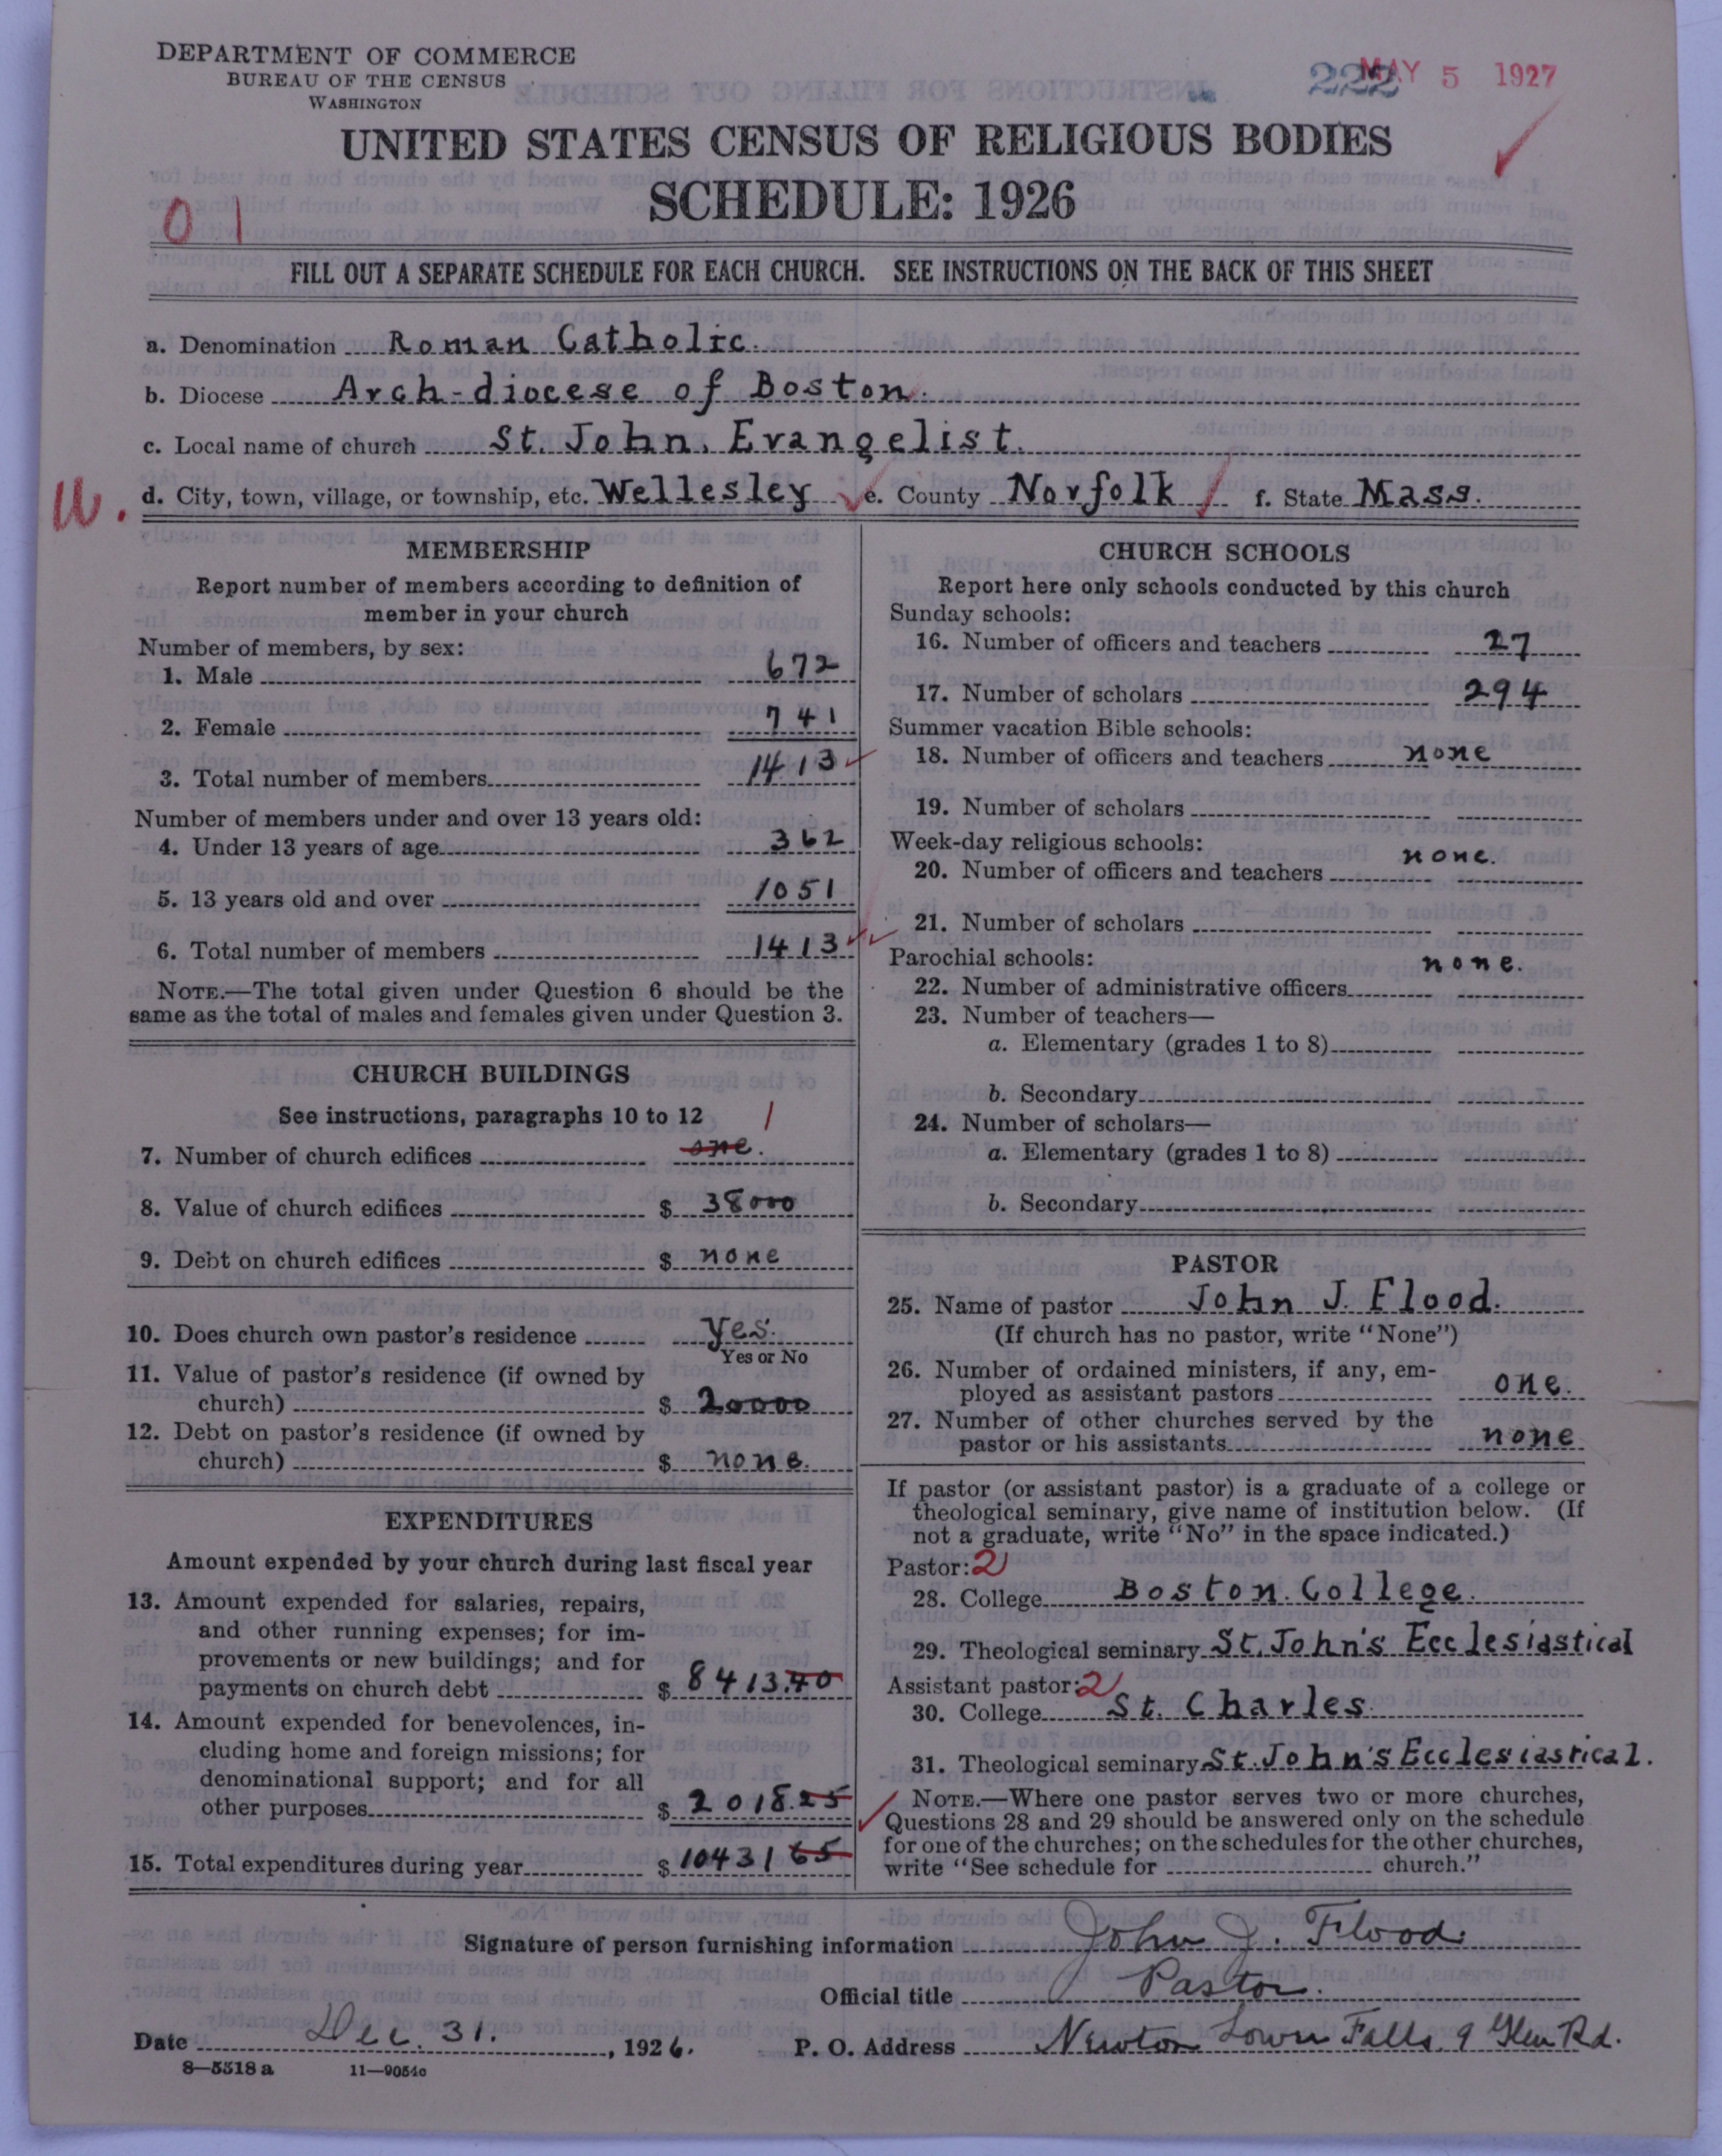 DEPARTMENT OF COMMERCE
BUREAU OF THE CENSUS
WASHINGTON
222
MAY 5 1927
UNITED STATES CENSUS OF RELIGIOUS BODIES
SCHEDULE: 1926
0 1
FILL OUT A SEPARATE SCHEDULE FOR EACH CHURCH. SEE INSTRUCTIONS ON THE BACK OF THIS SHEET
a. Denomination Roman Catholic.
b. Diocese Arch-diocese of Boston.
c. Local name of church St. John, Evangelist.
d. City, town, village, or township, etc. Wellesley e. County Norfolk f. State Mass.
MEMBERSHIP
Report number of members according to definition of
member in your church
Number of members, by sex:
1. Male 672
2. Female 741
3. Total number of members 1413
Number of members under and over 13 years old:
4. Under 13 years of age 362
5. 13 years old and over 1051
6. Total number of members 1413
NOTE.—The total given under Question 6 should be the
same as the total of males and females given under Question 3.
CHURCH BUILDINGS
See instructions, paragraphs 10 to 12
1
7. Number of church edifices one.
8. Value of church edifices $ 38000
9. Debt on church edifices $ none
10. Does church own pastor's residence yes.
Yes or No
11. Value of pastor's residence (if owned by
church) $ 20000
12. Debt on pastor's residence (if owned by
church) $ none.
EXPENDITURES
Amount expended by your church during last fiscal year
13. Amount expended for salaries, repairs,
and other running expenses; for im-
provements or new buildings; and for
payments on church debt $ 8413.40
14. Amount expended for benevolences, in-
cluding home and foreign missions; for
denominational support; and for all
other purposes $ 2018.25
15. Total expenditures during year $ 10431 65
CHURCH SCHOOLS
Report here only schools conducted by this church
Sunday schools:
16. Number of officers and teachers 27
17. Number of scholars 294
Summer vacation Bible schools:
18. Number of officers and teachers none
19. Number of scholars
Week-day religious schools:
none.
20. Number of officers and teachers
21. Number of scholars
Parochial schools: none.
22. Number of administrative officers
23. Number of teachers—
a. Elementary (grades 1 to 8)
b. Secondary
24. Number of scholars—
a. Elementary (grades 1 to 8)
b. Secondary
PASTOR
25. Name of pastor John J. Flood.
(If church has no pastor, write "None")
26. Number of ordained ministers, if any, em-
ployed as assistant pastors one.
27. Number of other churches served by the
pastor or his assistants none
If pastor (or assistant pastor) is a graduate of a college or
theological seminary, give name of institution below. (If
not a graduate, write "No" in the space indicated.)
Pastor: 2
28. College Boston College.
29. Theological seminary St. John's Ecclesiastical
Assistant pastor: 2
30. College St. Charles.
31. Theological seminary St. John's Ecclesiastical.
NOTE.—Where one pastor serves two or more churches,
Questions 28 and 29 should be answered only on the schedule
for one of the churches; on the schedules for the other churches,
write "See schedule for church."
Signature of person furnishing information John J. Flood.
Official title Pastor.
Date Dec. 31., 1926. P. O. Address Newton Lower Falls, 9 Glen Rd.
8—5518 a 11—9054c